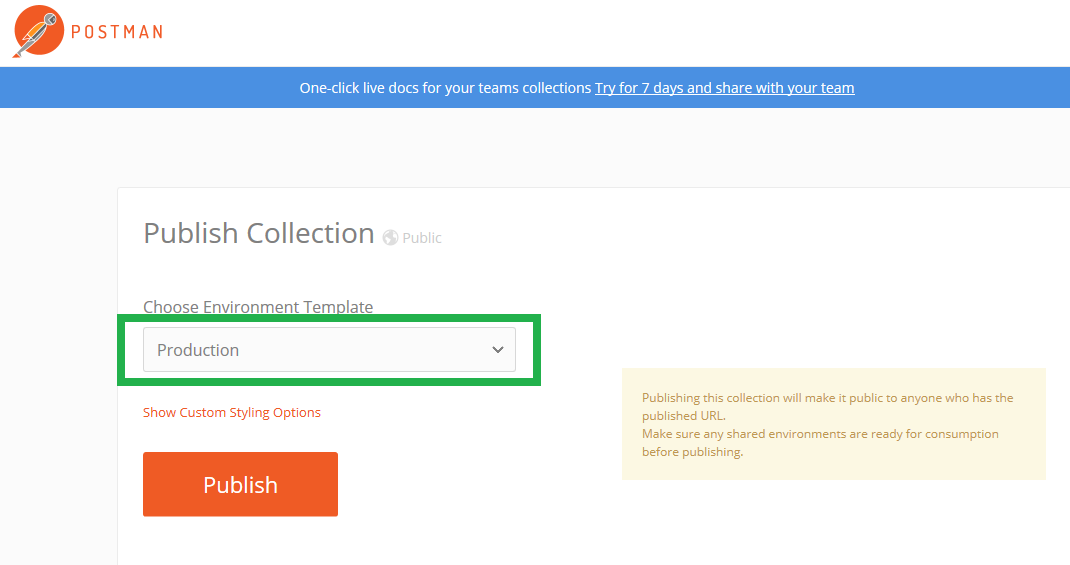 POSTMAN
One-click live docs for your teams collections Try for 7 days and share with your team
Publish Collection Public
Choose Environment Template
Production
Show Custom Styling Options
Publishing this collection will make it public to anyone who has the
published URL.
Make sure any shared environments are ready for consumption
before publishing.
Publish